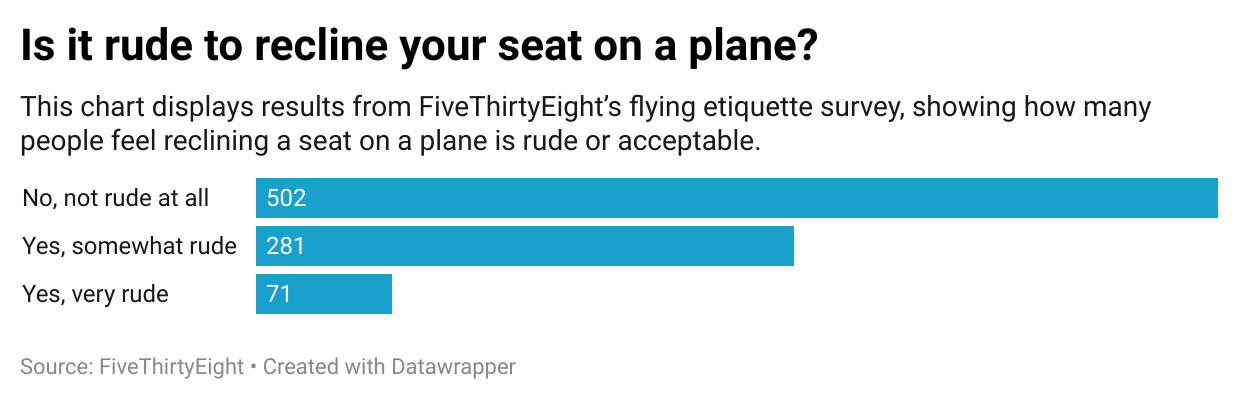 Is it rude to recline your seat on a plane?
This chart displays results from FiveThirtyEight’s flying etiquette survey, showing how many
people feel reclining a seat on a plane is rude or acceptable.
No, not rude at all 502
Yes, somewhat rude 281
Yes, very rude 71
Source: FiveThirtyEight • Created with Datawrapper